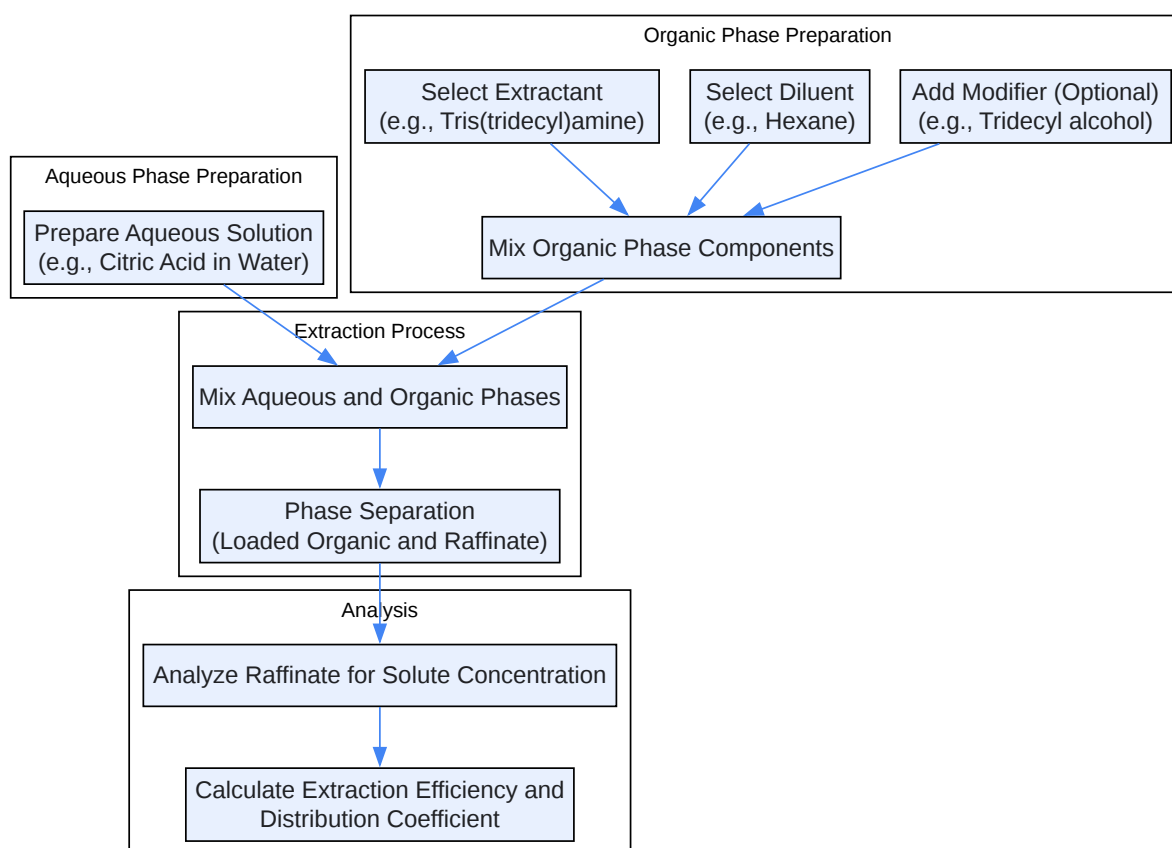 Organic Phase Preparation
Select Extractant
(e.g., Tris(tridecyl)amine)
Select Diluent
(e.g., Hexane)
Add Modifier (Optional)
(e.g., Tridecyl alcohol)
Mix Organic Phase Components
Aqueous Phase Preparation
Prepare Aqueous Solution
(e.g., Citric Acid in Water)
Extraction Process
Mix Aqueous and Organic Phases
Phase Separation
(Loaded Organic and Raffinate)
Analysis
Analyze Raffinate for Solute Concentration
Calculate Extraction Efficiency and
Distribution Coefficient